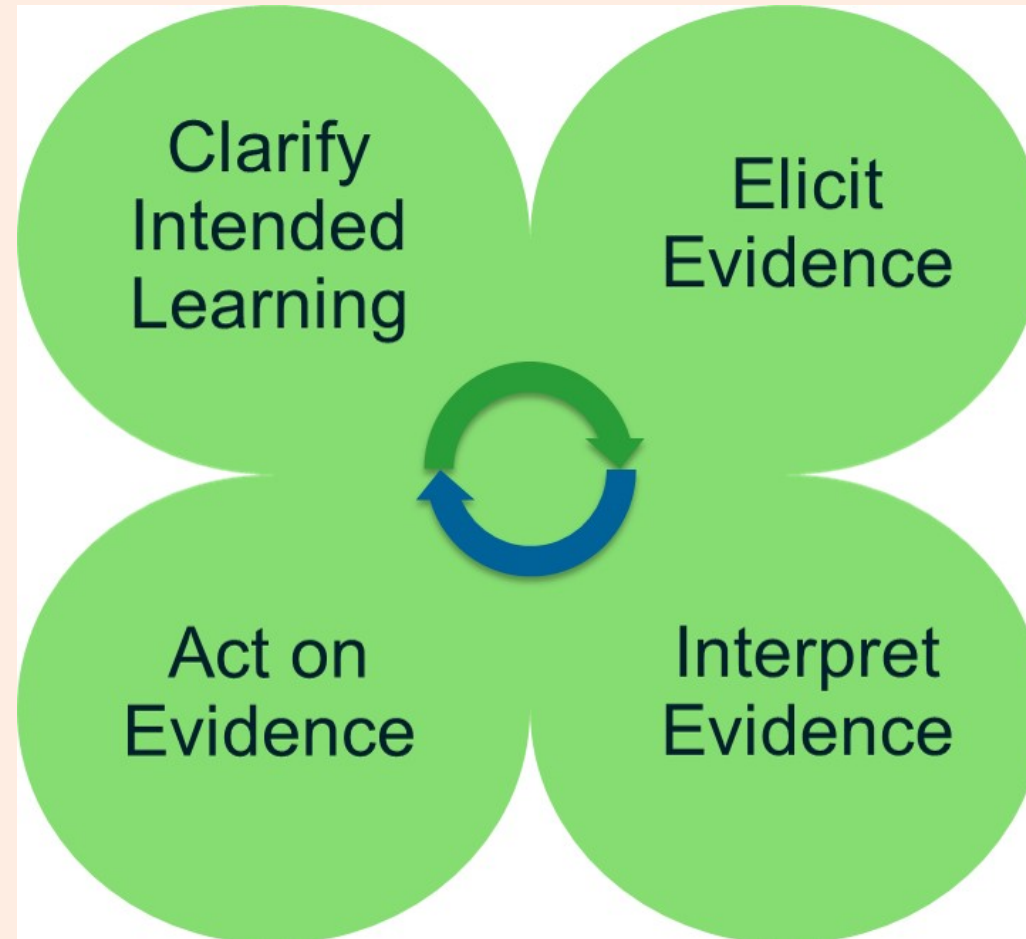 Clarify
Intended
Learning
Elicit
Evidence
Act on
Evidence
Interpret
Evidence